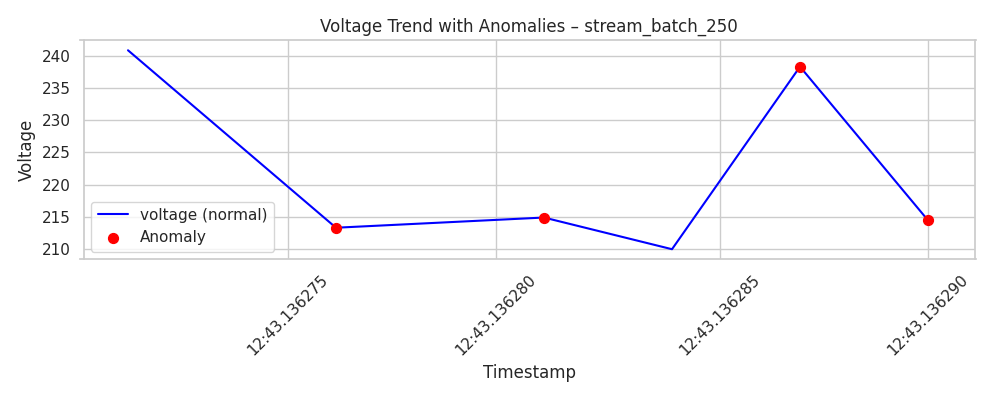 Voltage Trend with Anomalies – stream_batch_250
Voltage
240
235
230
225
220
215
210
voltage (normal)
Anomaly
12:43.136275
12:43.136280
12:43.136285
12:43.136290
Timestamp